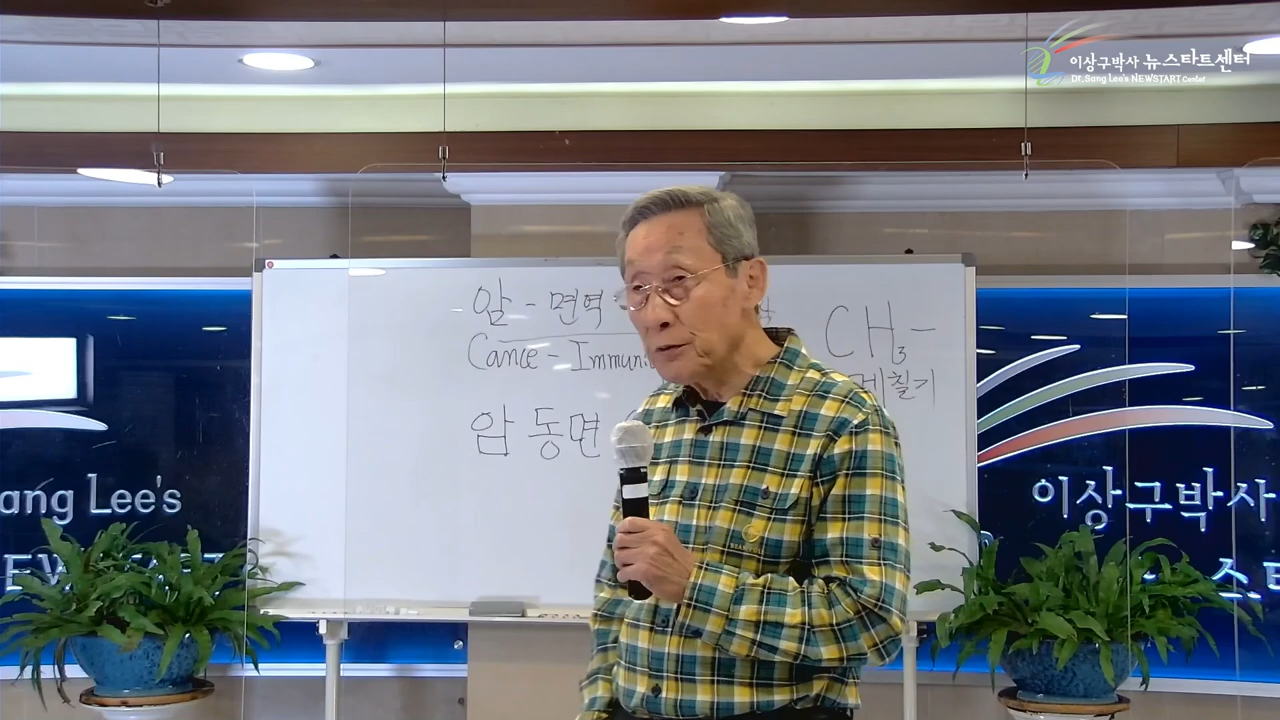 이상구박사 뉴스타트센터
Dr.Sang Lee's NEWSTART Center
암 - 면역
Cance - Immuni
암 동면
CH3-
메칠기
ang Lee's
이상구박사